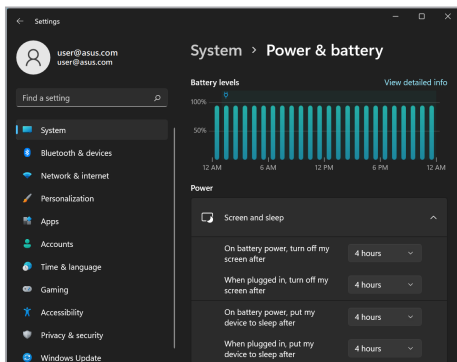 Settings
user@asus.com
user@asus.com
Find a setting
System
Bluetooth & devices
Network & internet
Personalization
Apps
Accounts
Time & language
Gaming
Accessibility
Privacy & security
Windows Update
System > Power & battery
Battery levels View detailed info
100%
50%
12 AM 6 AM 12 PM 6 PM 12 AM
Power
Screen and sleep
On battery power, turn off my
screen after
4 hours
When plugged in, turn off my
screen after
4 hours
On battery power, put my
device to sleep after
4 hours
When plugged in, put my
device to sleep after
4 hours